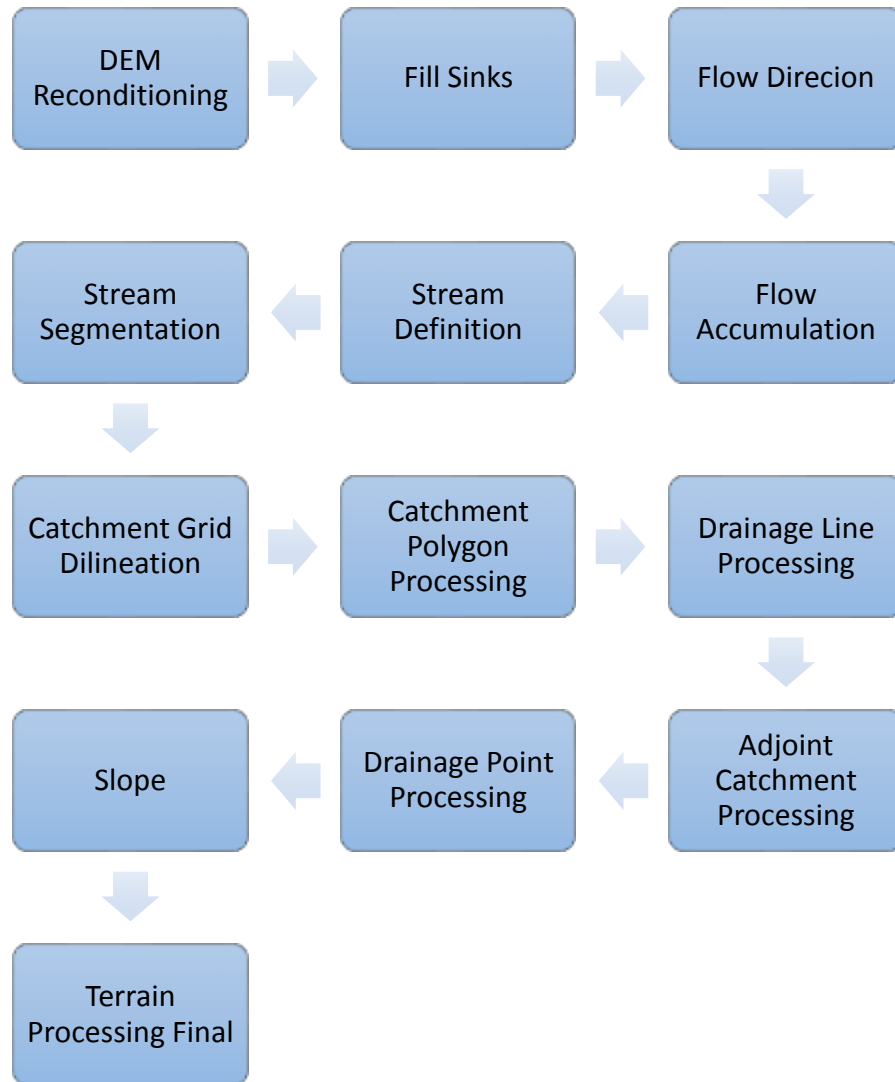 DEM
Reconditioning
Fill Sinks
Flow Direcion
Flow
Accumulation
Stream
Definition
Stream
Segmentation
Catchment Grid
Dilineation
Catchment
Polygon
Processing
Drainage Line
Processing
Adjoint
Catchment
Processing
Drainage Point
Processing
Slope
Terrain
Processing Final